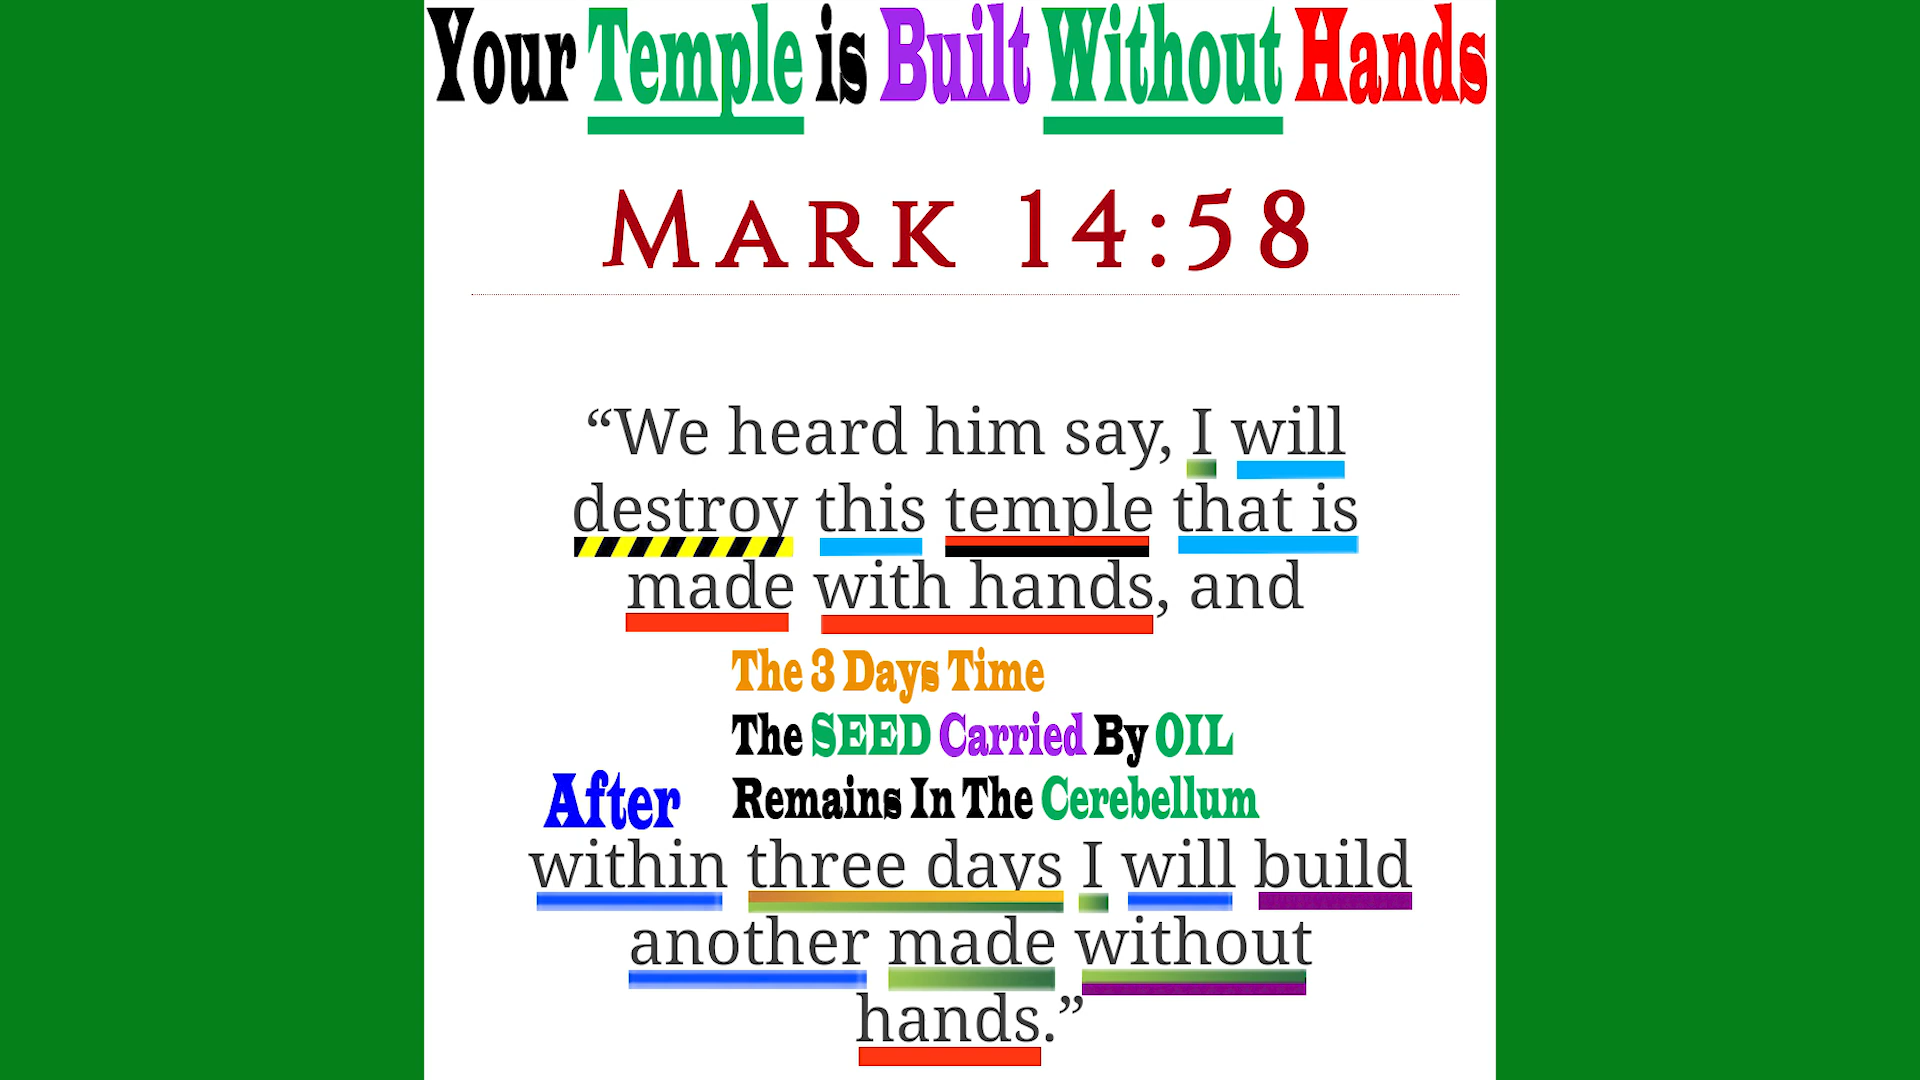 Your Temple is Built Without Hands
MARK 14:58
“We heard him say, I will
destroy this temple that is
made with hands, and
The 3 Days Time
The SEED Carried By OIL
After Remains In The Cerebellum
within three days I will build
another made without
hands.”